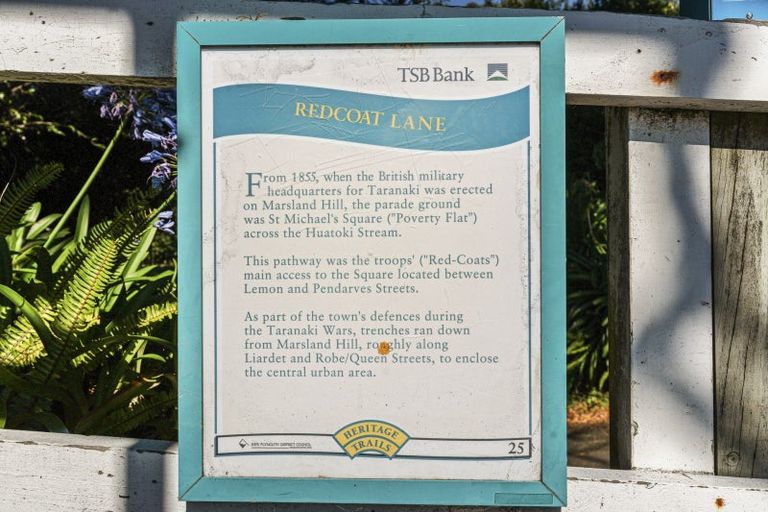 TSB Bank
REDCOAT LANE
From 1855, when the British military
headquarters for Taranaki was erected
on Marsland Hill, the parade ground
was St Michael's Square ("Poverty Flat")
across the Huatoki Stream.
This pathway was the troops' ("Red-Coats")
main access to the Square located between
Lemon and Pendarves Streets.
As part of the town's defences during
the Taranaki Wars, trenches ran down
from Marsland Hill, roughly along
Liardet and Robe/Queen Streets, to enclose
the central urban area.
NEW PLYMOUTH DISTRICT COUNCIL
HERITAGE
TRAILS
25